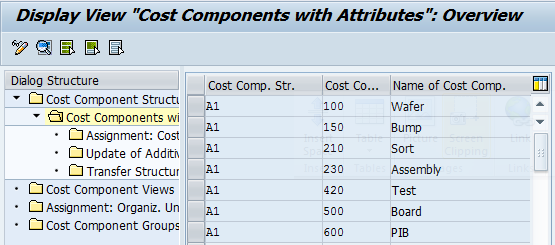 Display View "Cost Components with Attributes": Overview
Dialog Structure
Cost Component Structu
Cost Components wi
Assignment: Cost
Update of Additiv
Transfer Structur
Cost Component Views
Assignment: Organiz. Un
Cost Component Groups
Cost Comp. Str. Cost Co... Name of Cost Comp.
A1 100 Wafer
A1 150 Bump
A1 210 Sort
A1 230 Assembly
A1 420 Test
A1 500 Board
A1 600 PIB